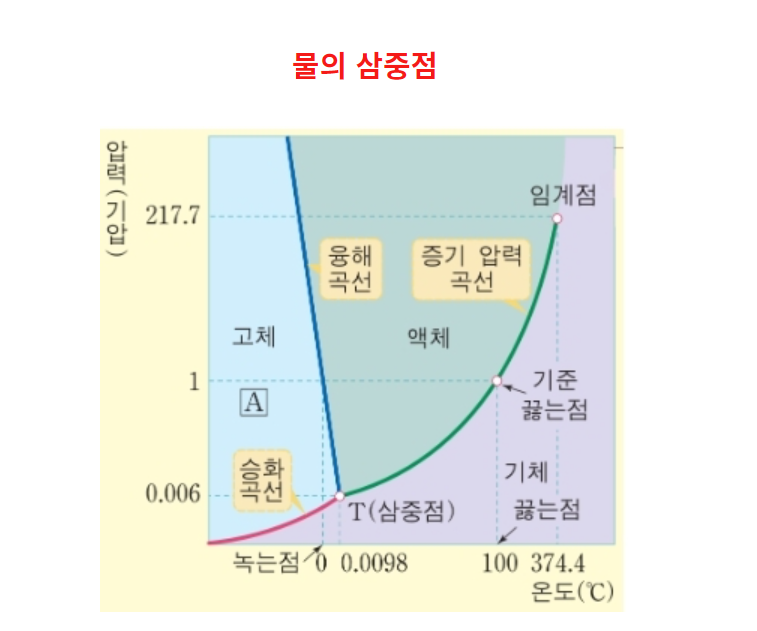 물의 삼중점
압력(기압)
217.7
1
0.006
임계점
융해
곡선
증기 압력
곡선
고체
액체
A
기준
끓는점
승화
곡선
기체
T(삼중점)
끓는점
녹는점
0 0.0098 100 374.4
온도(℃)